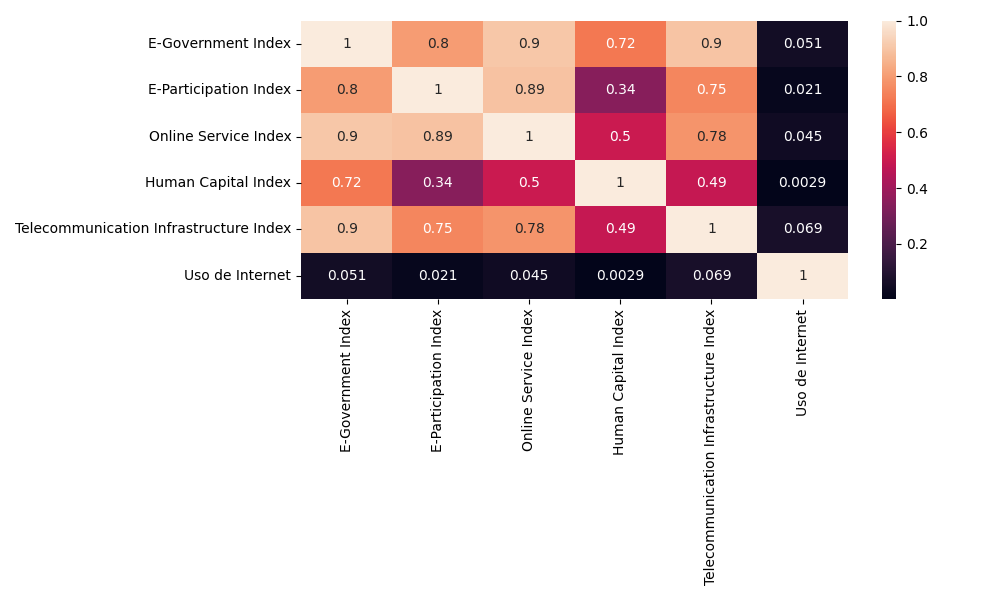 E-Government Index 1 0.8 0.9 0.72 0.9 0.051
E-Participation Index 0.8 1 0.89 0.34 0.75 0.021
Online Service Index 0.9 0.89 1 0.5 0.78 0.045
Human Capital Index 0.72 0.34 0.5 1 0.49 0.0029
Telecommunication Infrastructure Index 0.9 0.75 0.78 0.49 1 0.069
Uso de Internet 0.051 0.021 0.045 0.0029 0.069 1
E-Government Index
E-Participation Index
Online Service Index
Human Capital Index
Telecommunication Infrastructure Index
Uso de Internet
1.0
0.8
0.6
0.4
0.2